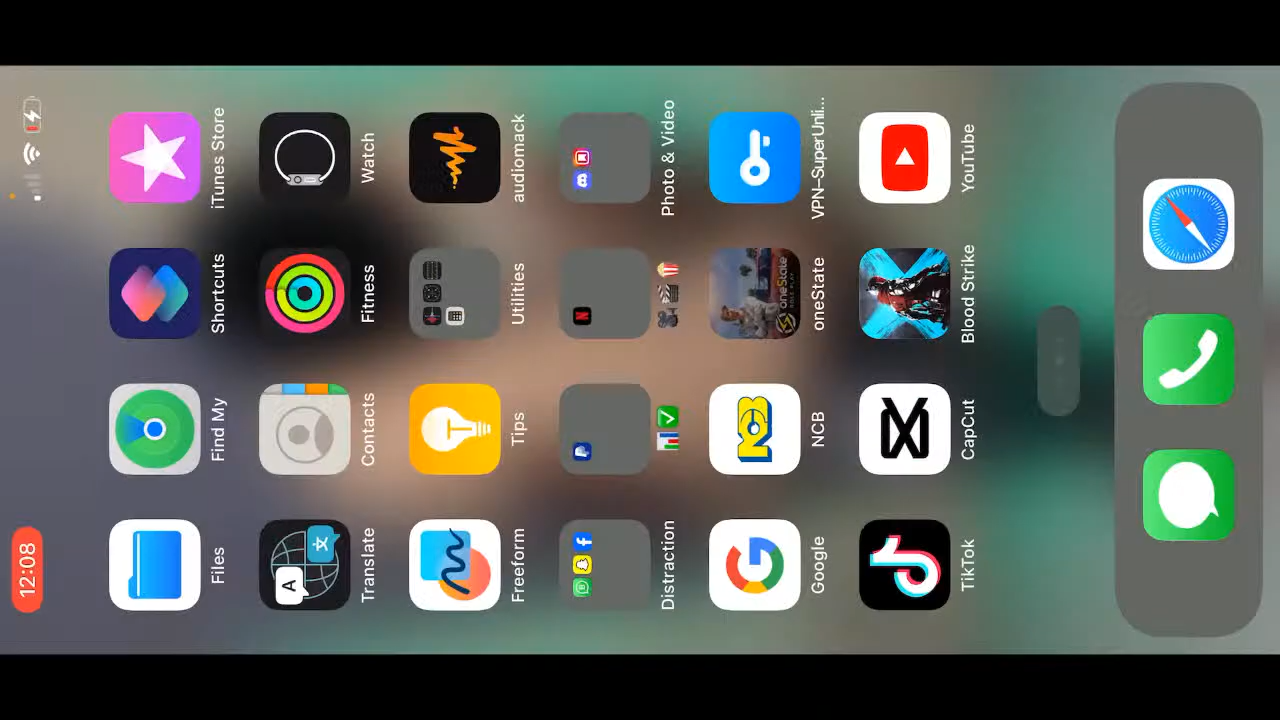 12:08
Files
Find My
Shortcuts
iTunes Store
Translate
Contacts
Fitness
Watch
Freeform
Tips
Utilities
audiomack
Distraction
Photo & Video
Google
NCB
oneState
VPN-SuperUnli...
TikTok
CapCut
Blood Strike
YouTube